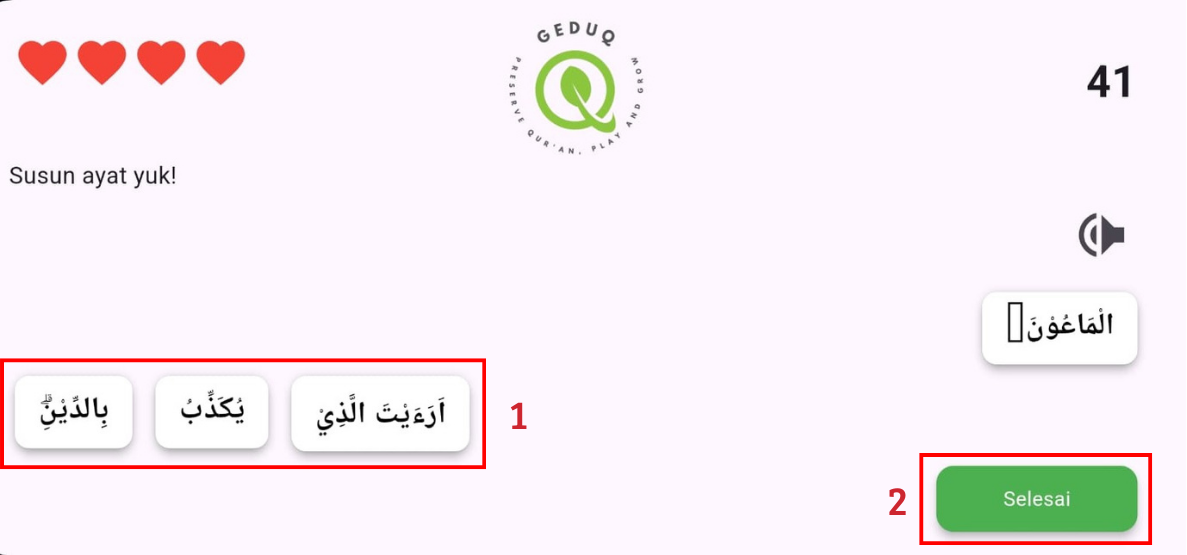 GEDUQ
PRESERVE QUR'AN, PLAY AND GROW
41
Susun ayat yuk!
الْمَاعُوْنَ
اَرَءَيْتَ الَّذِيْ يُكَذِّبُ بِالدِّيْنِۗ
1
2
Selesai